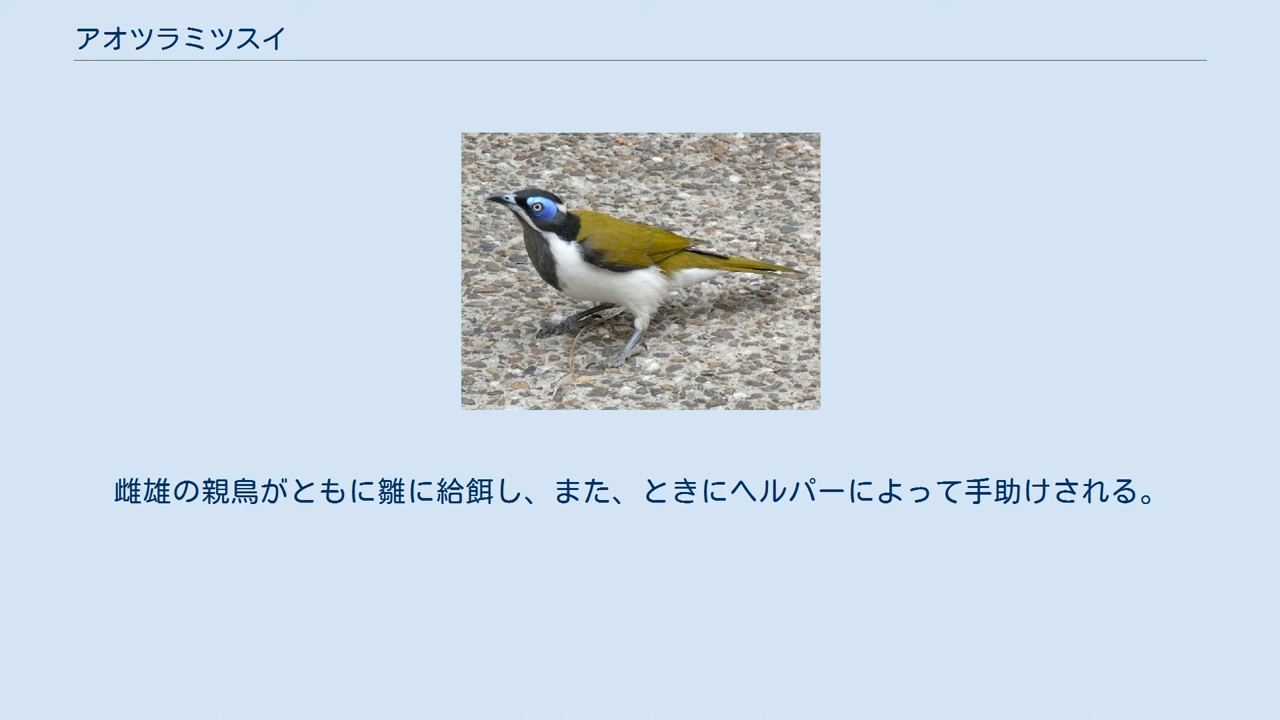 アオツラミツスイ
雌雄の親鳥がともに雛に給餌し、また、ときにヘルパーによって手助けされる。